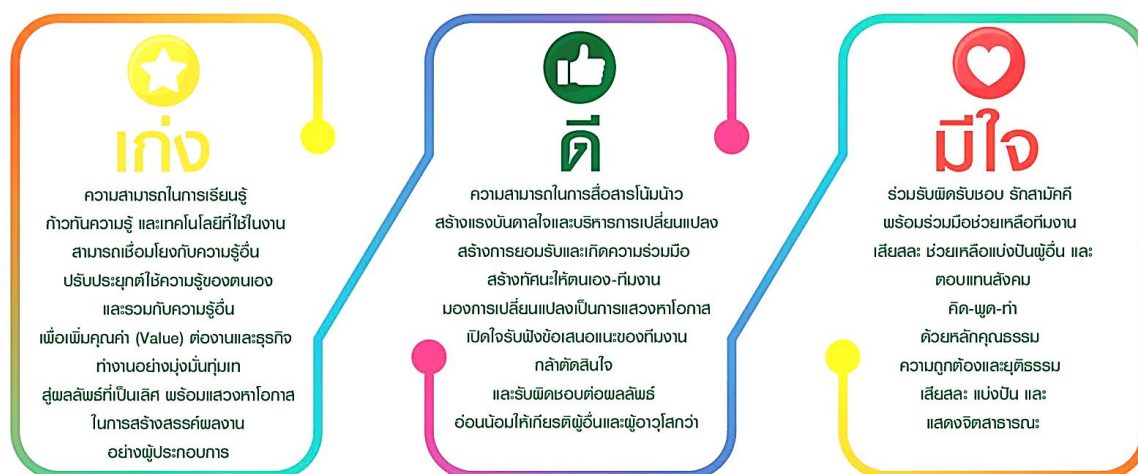 เก่ง
ความสามารถในการเรียนรู้
ก้าวทันความรู้ และเทคโนโลยีที่ใช้ในงาน
สามารถเชื่อมโยงกับความรู้อื่น
ปรับประยุกต์ใช้ความรู้ของตนเอง
และรวมกับความรู้อื่น
เพื่อเพิ่มคุณค่า (Value) ต่องานและธุรกิจ
ทำงานอย่างมุ่งมั่นทุ่มเท
สู่ผลลัพธ์ที่เป็นเลิศ พร้อมแสวงหาโอกาส
ในการสร้างสรรค์ผลงาน
อย่างผู้ประกอบการ
ดี
ความสามารถในการสื่อสารโน้มน้าว
สร้างแรงบันดาลใจและบริหารการเปลี่ยนแปลง
สร้างการยอมรับและเกิดความร่วมมือ
สร้างทัศนะให้ตนเอง-ทีมงาน
มองการเปลี่ยนแปลงเป็นการแสวงหาโอกาส
เปิดใจรับฟังข้อเสนอแนะของทีมงาน
กล้าตัดสินใจ
และรับผิดชอบต่อผลลัพธ์
อ่อนน้อมให้เกียรติผู้อื่นและผู้อาวุโสกว่า
มีใจ
ร่วมรับผิดรับชอบ รักสามัคคี
พร้อมร่วมมือช่วยเหลือทีมงาน
เสียสละ ช่วยเหลือแบ่งปันผู้อื่น และ
ตอบแทนสังคม
คิด-พูด-ทำ
ด้วยหลักคุณธรรม
ความถูกต้องและยุติธรรม
เสียสละ แบ่งปัน และ
แสดงจิตสาธารณะ